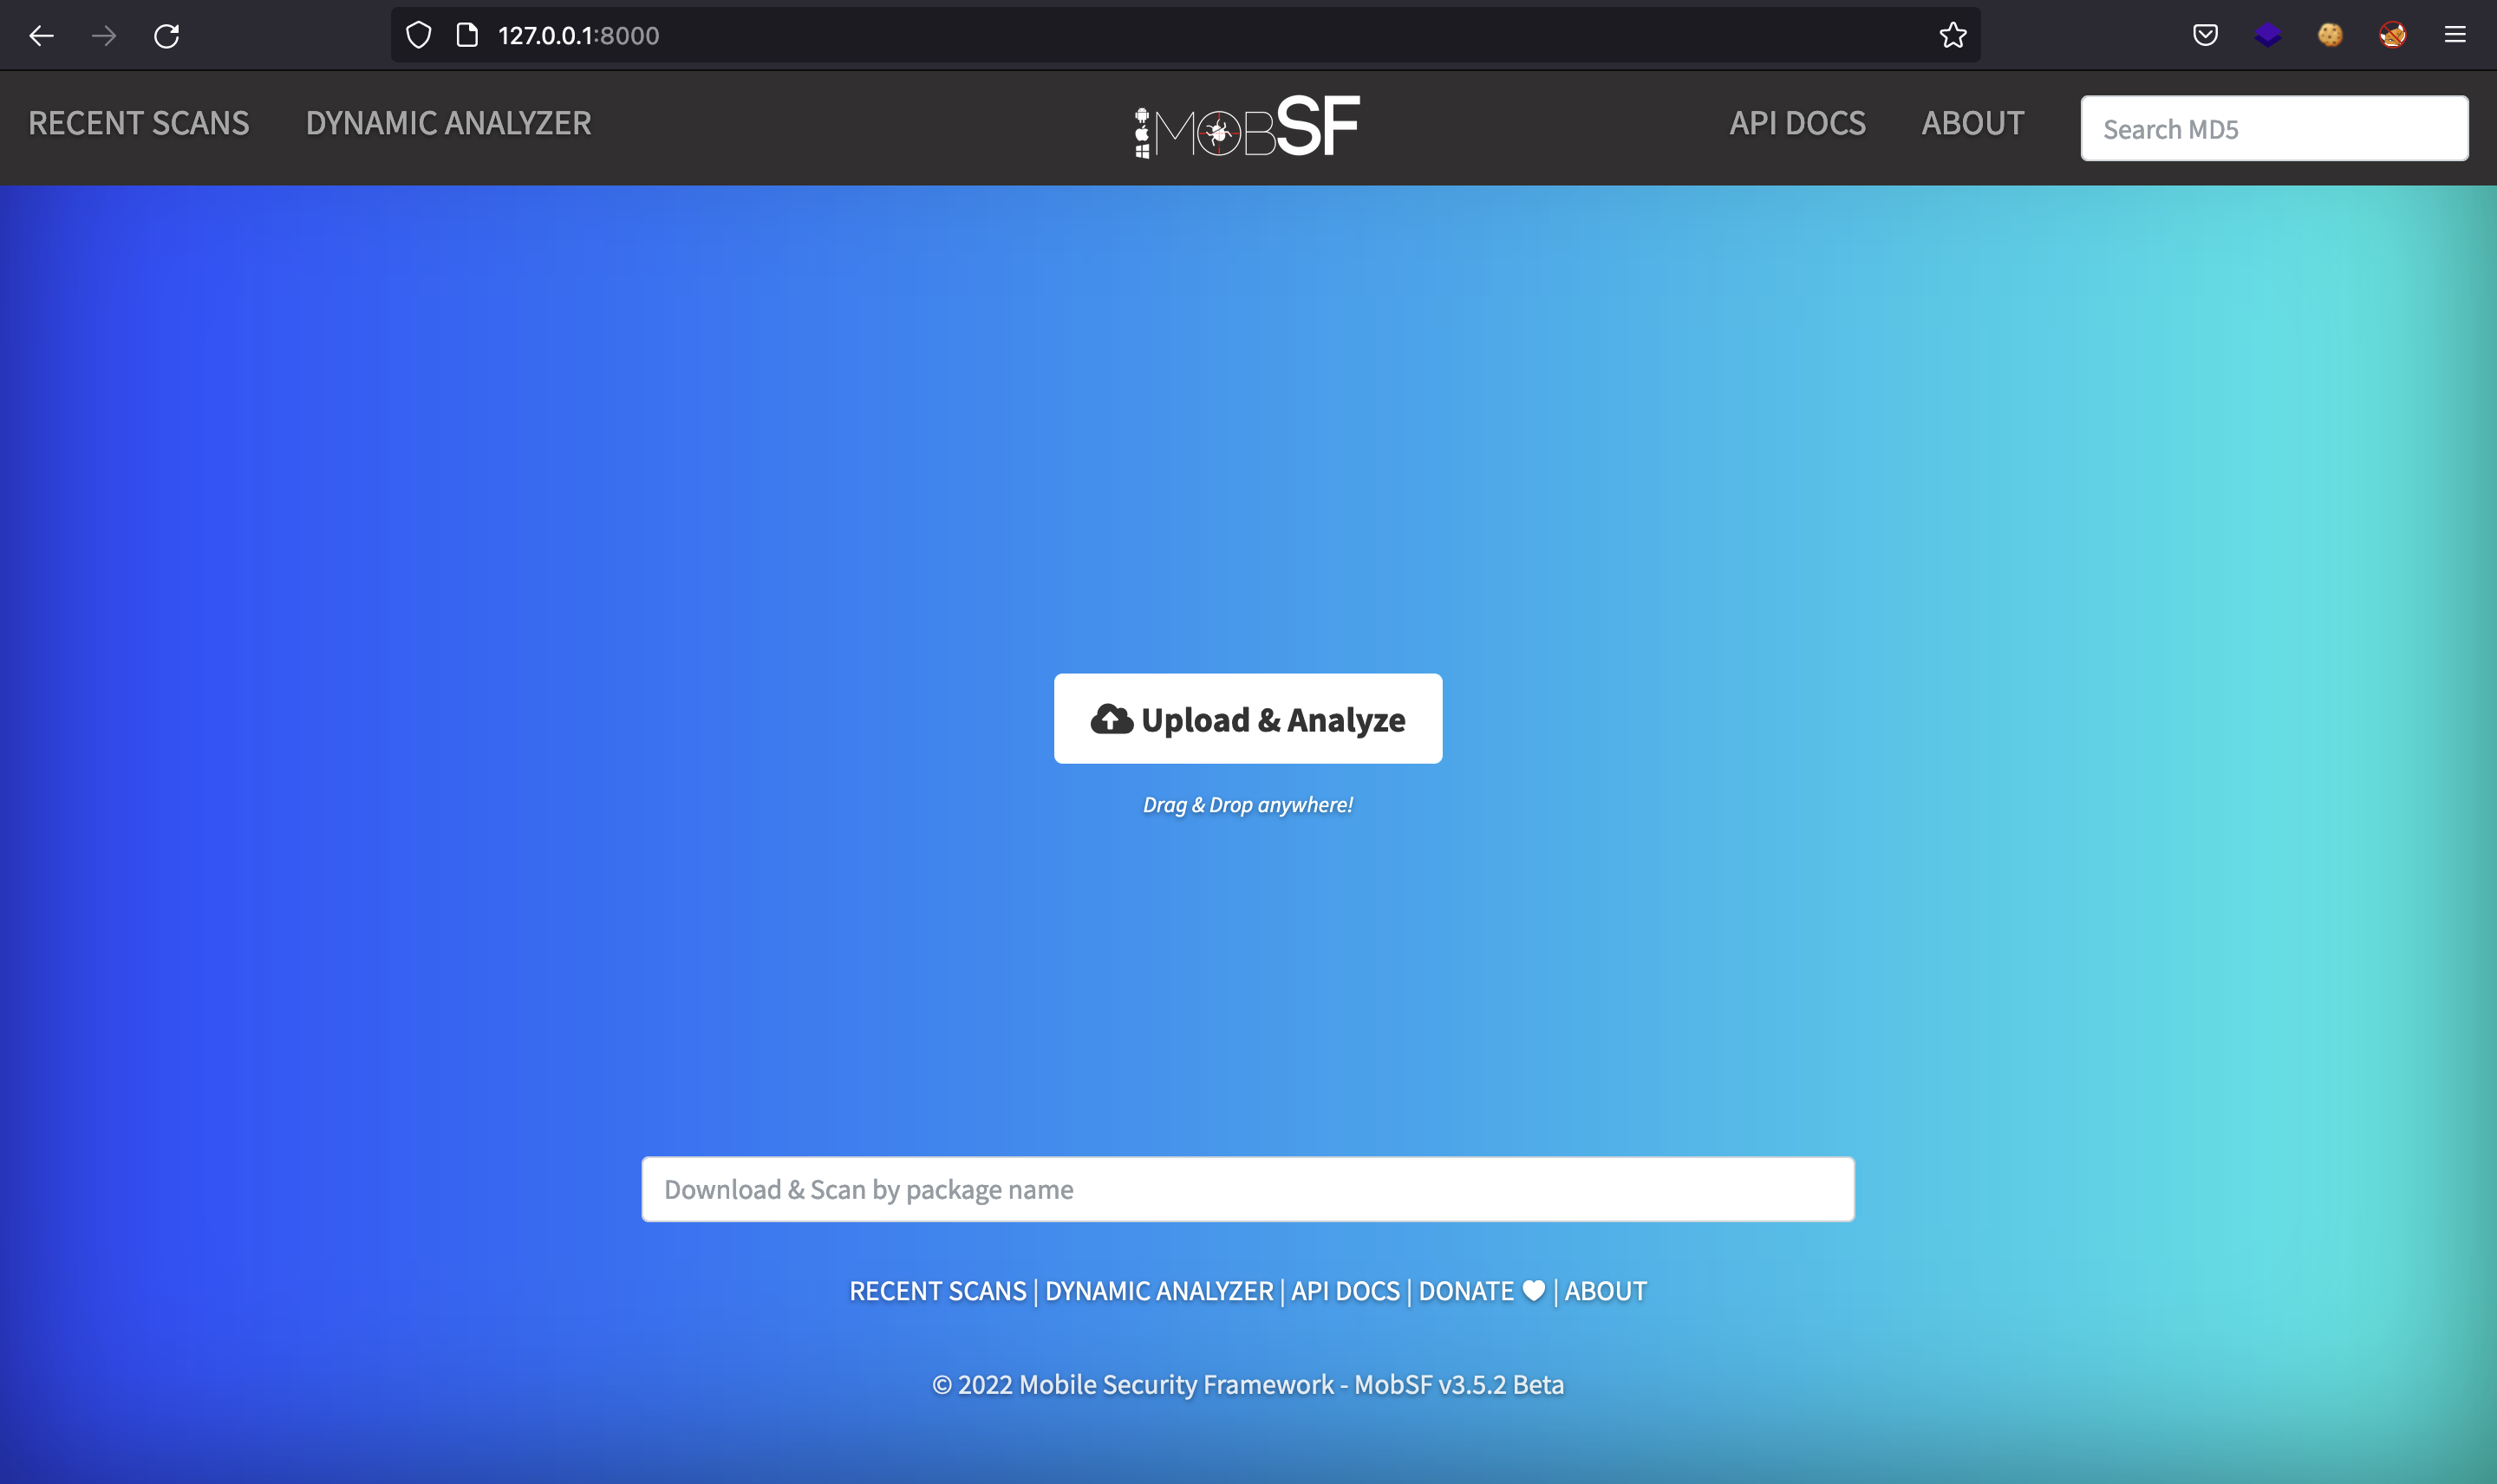 127.0.0.1:8000
RECENT SCANS DYNAMIC ANALYZER MOBSF API DOCS ABOUT Search MD5
Upload & Analyze
Drag & Drop anywhere!
Download & Scan by package name
RECENT SCANS | DYNAMIC ANALYZER | API DOCS | DONATE ♥ | ABOUT
© 2022 Mobile Security Framework - MobSF v3.5.2 Beta